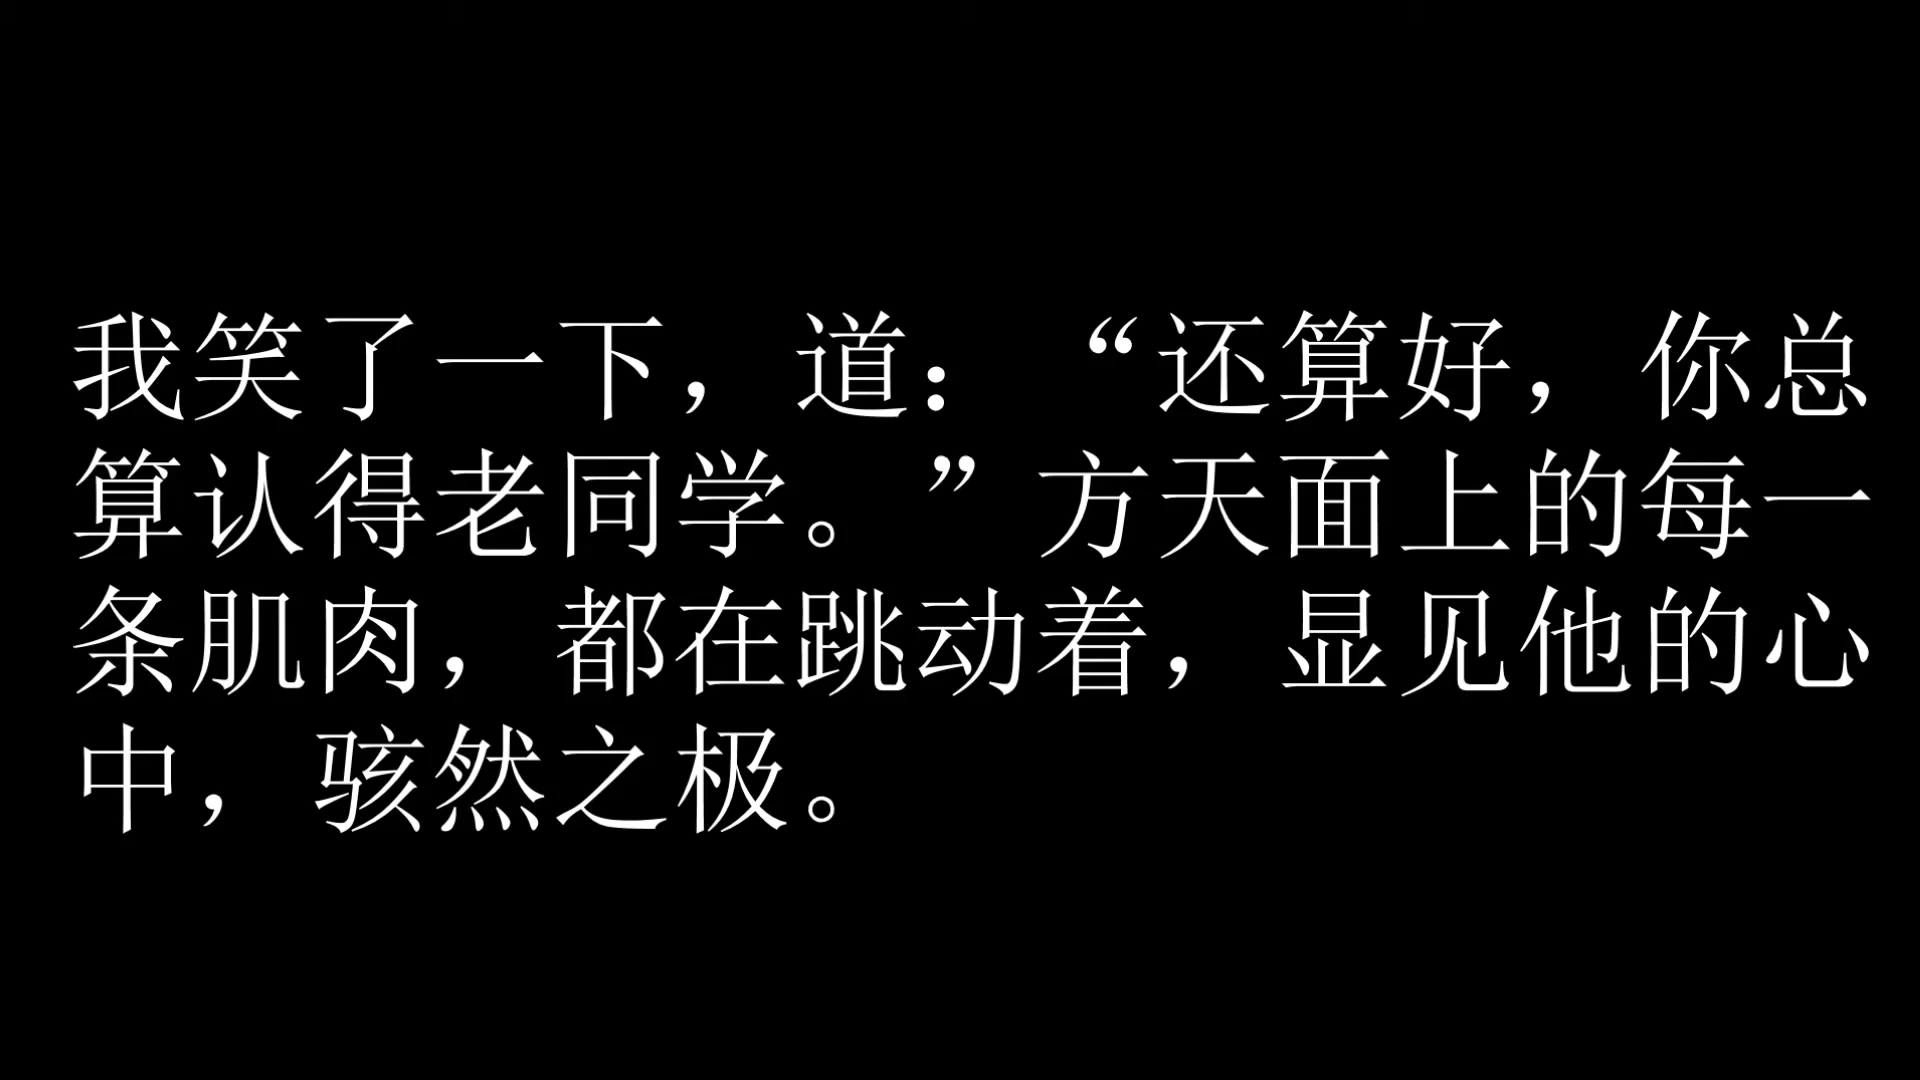 我笑了一下，道：“还算好，你总
算认得老同学。”方天面上的每一
条肌肉，都在跳动着，显见他的心
中，骇然之极。